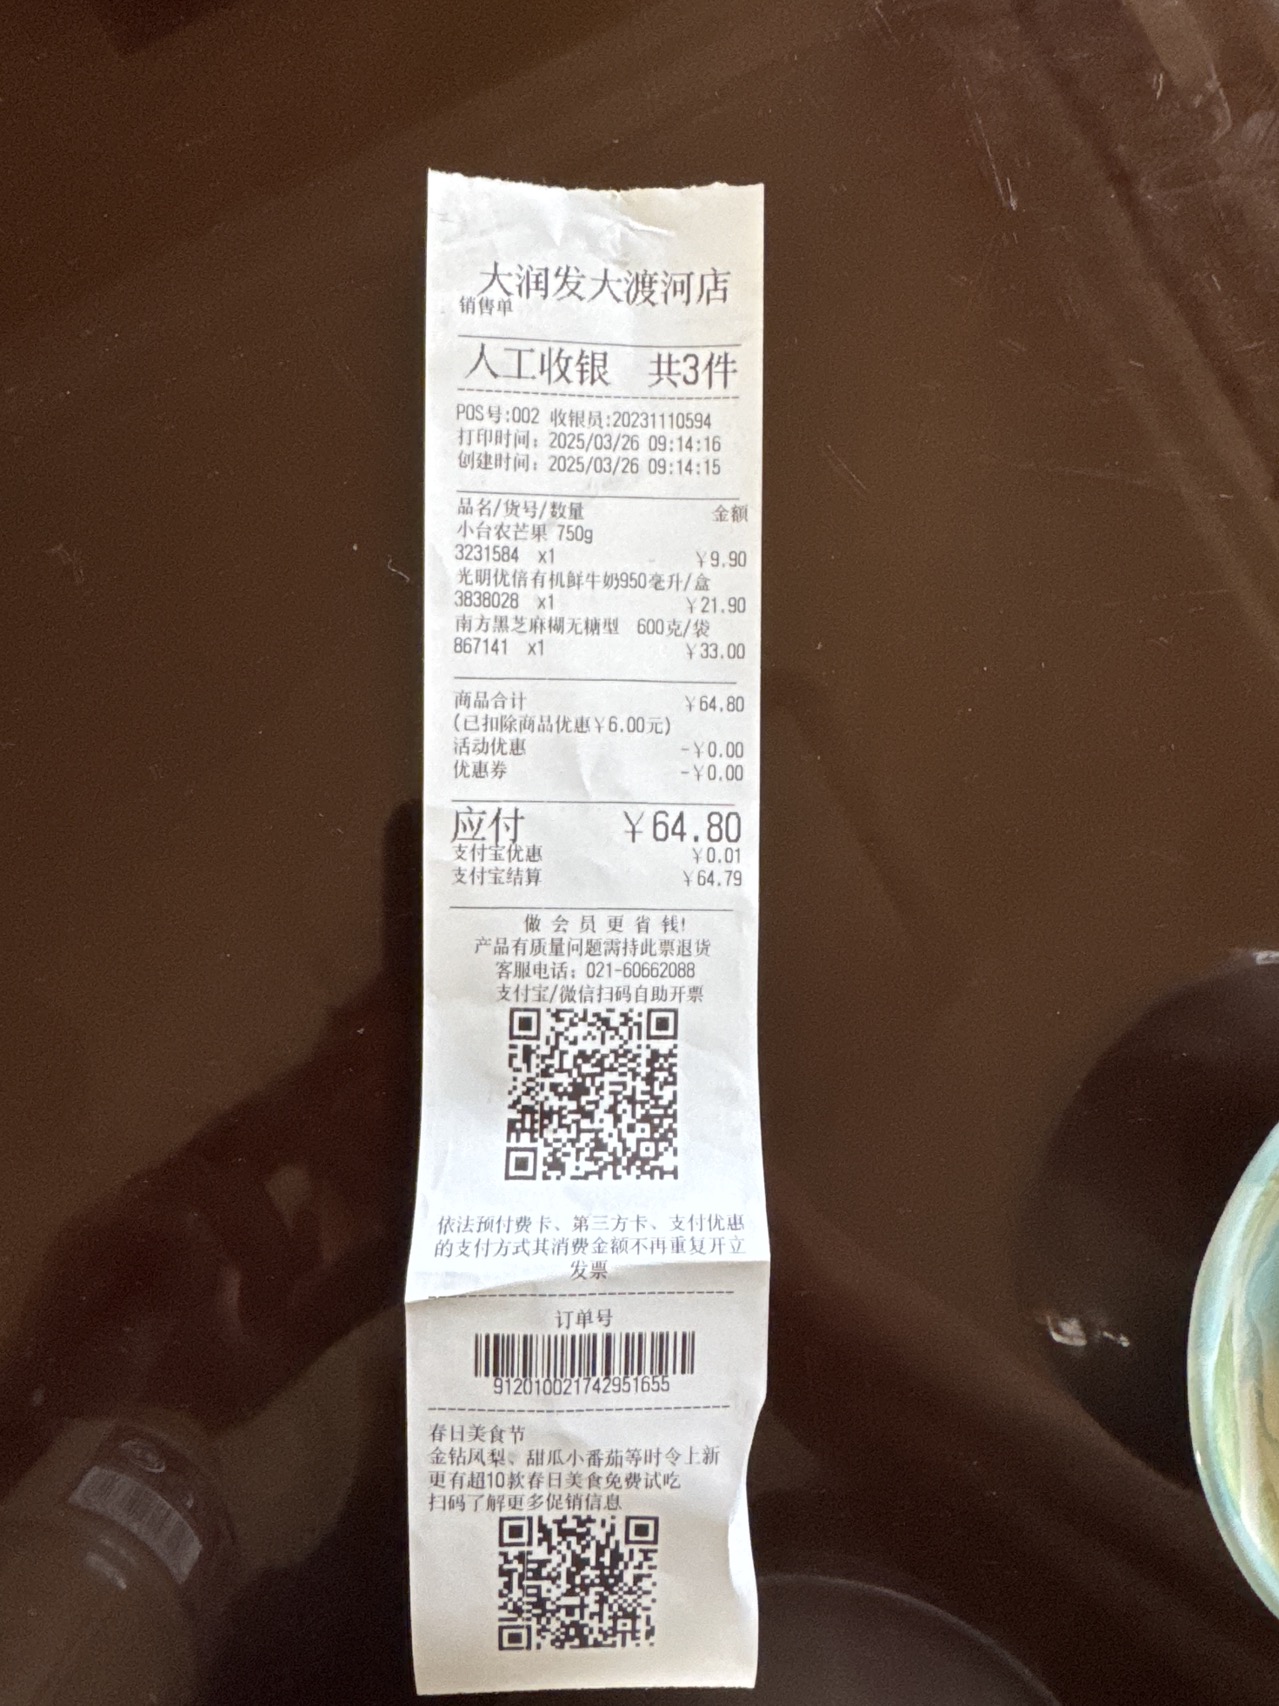 大润发大渡河店
销售单
人工收银 共3件
POS号:002 收银员:20231110594
打印时间: 2025/03/26 09:14:16
创建时间: 2025/03/26 09:14:15
品名/货号/数量 金额
小台农芒果 750g
3231584 x1 ¥9.90
光明优倍有机鲜牛奶950毫升/盒
3838028 x1 ¥21.90
南方黑芝麻糊无糖型 600克/袋
867141 x1 ¥33.00
商品合计 ¥64.80
(已扣除商品优惠¥6.00元)
活动优惠 -¥0.00
优惠券 -¥0.00
应付 ¥64.80
支付宝优惠 ¥0.01
支付宝结算 ¥64.79
做会员更省钱!
产品有质量问题需持此票退货
客服电话: 021-60662088
支付宝/微信扫码自助开票
依法预付费卡、第三方卡、支付优惠
的支付方式其消费金额不再重复开立
发票
订单号
912010021742951655
春日美食节
金钻凤梨、甜瓜小番茄等时令上新
更有超10款春日美食免费试吃
扫码了解更多促销信息